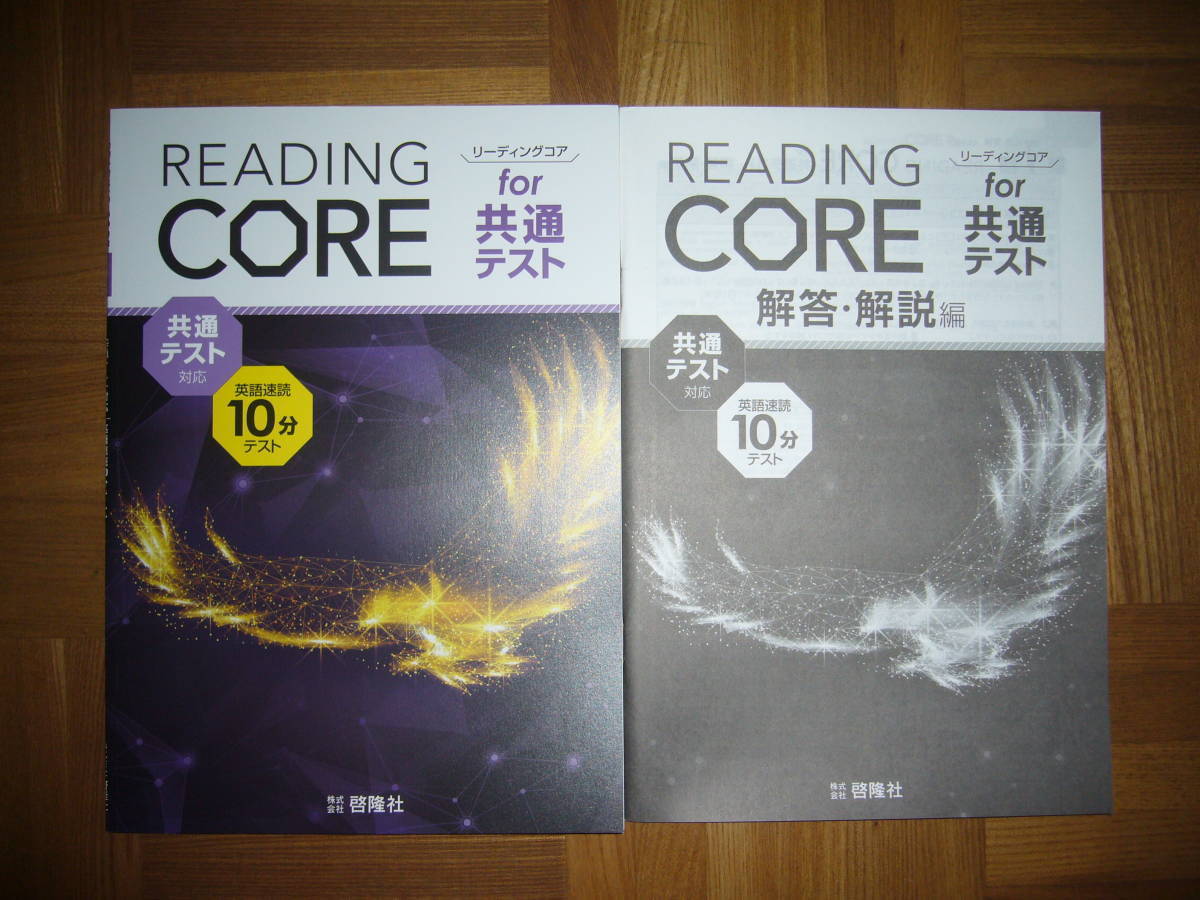 READING
CORE
リーディングコア
for
共通
テスト
共通
テスト
対応
英語速読
10分
テスト
株式
会社 啓隆社
READING
CORE
リーディングコア
for
共通
テスト
解答・解説編
共通
テスト
対応
英語速読
10分
テスト
株式
会社 啓隆社